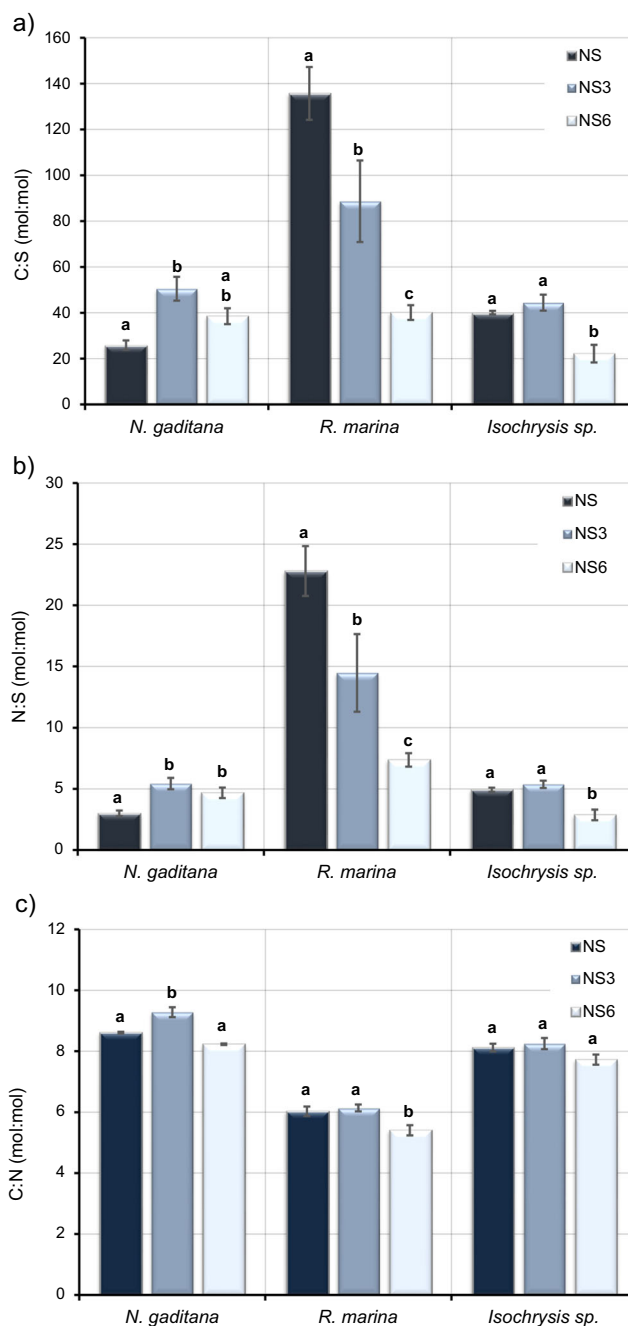 a)
160
140
120
100
80
60
40
20
0
C:S (mol:mol)
NS
NS3
NS6
a
b
a
b
a
b
c
a
a
b
N. gaditana
R. marina
Isochrysis sp.
b)
30
25
20
15
10
5
0
N:S (mol:mol)
NS
NS3
NS6
a
b
b
a
b
c
a
a
b
N. gaditana
R. marina
Isochrysis sp.
c)
12
10
8
6
4
2
0
C:N (mol:mol)
NS
NS3
NS6
a
b
a
a
a
b
a
a
a
N. gaditana
R. marina
Isochrysis sp.